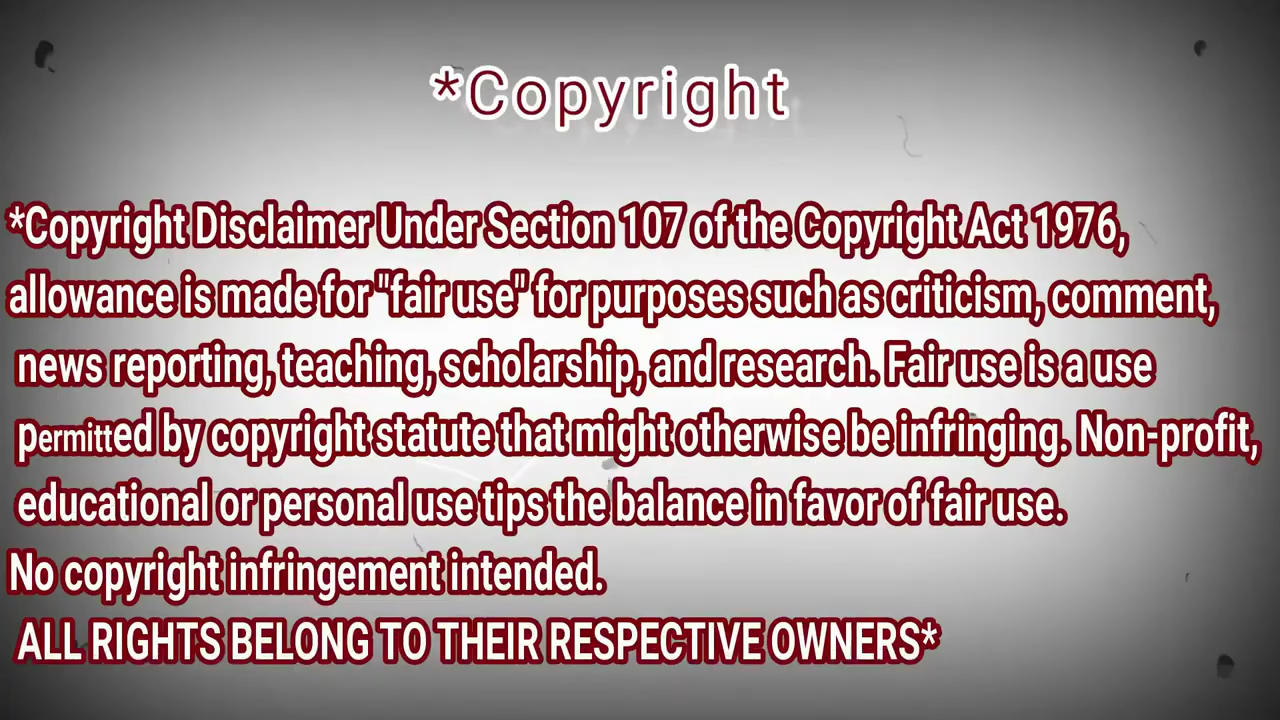 *Copyright
*Copyright Disclaimer Under Section 107 of the Copyright Act 1976,
allowance is made for "fair use" for purposes such as criticism, comment,
news reporting, teaching, scholarship, and research. Fair use is a use
permitted by copyright statute that might otherwise be infringing. Non-profit,
educational or personal use tips the balance in favor of fair use.
No copyright infringement intended.
ALL RIGHTS BELONG TO THEIR RESPECTIVE OWNERS*